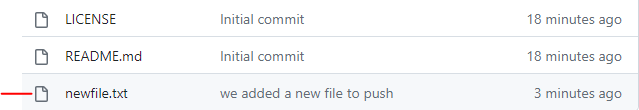 LICENSE Initial commit 18 minutes ago
README.md Initial commit 18 minutes ago
newfile.txt we added a new file to push 3 minutes ago